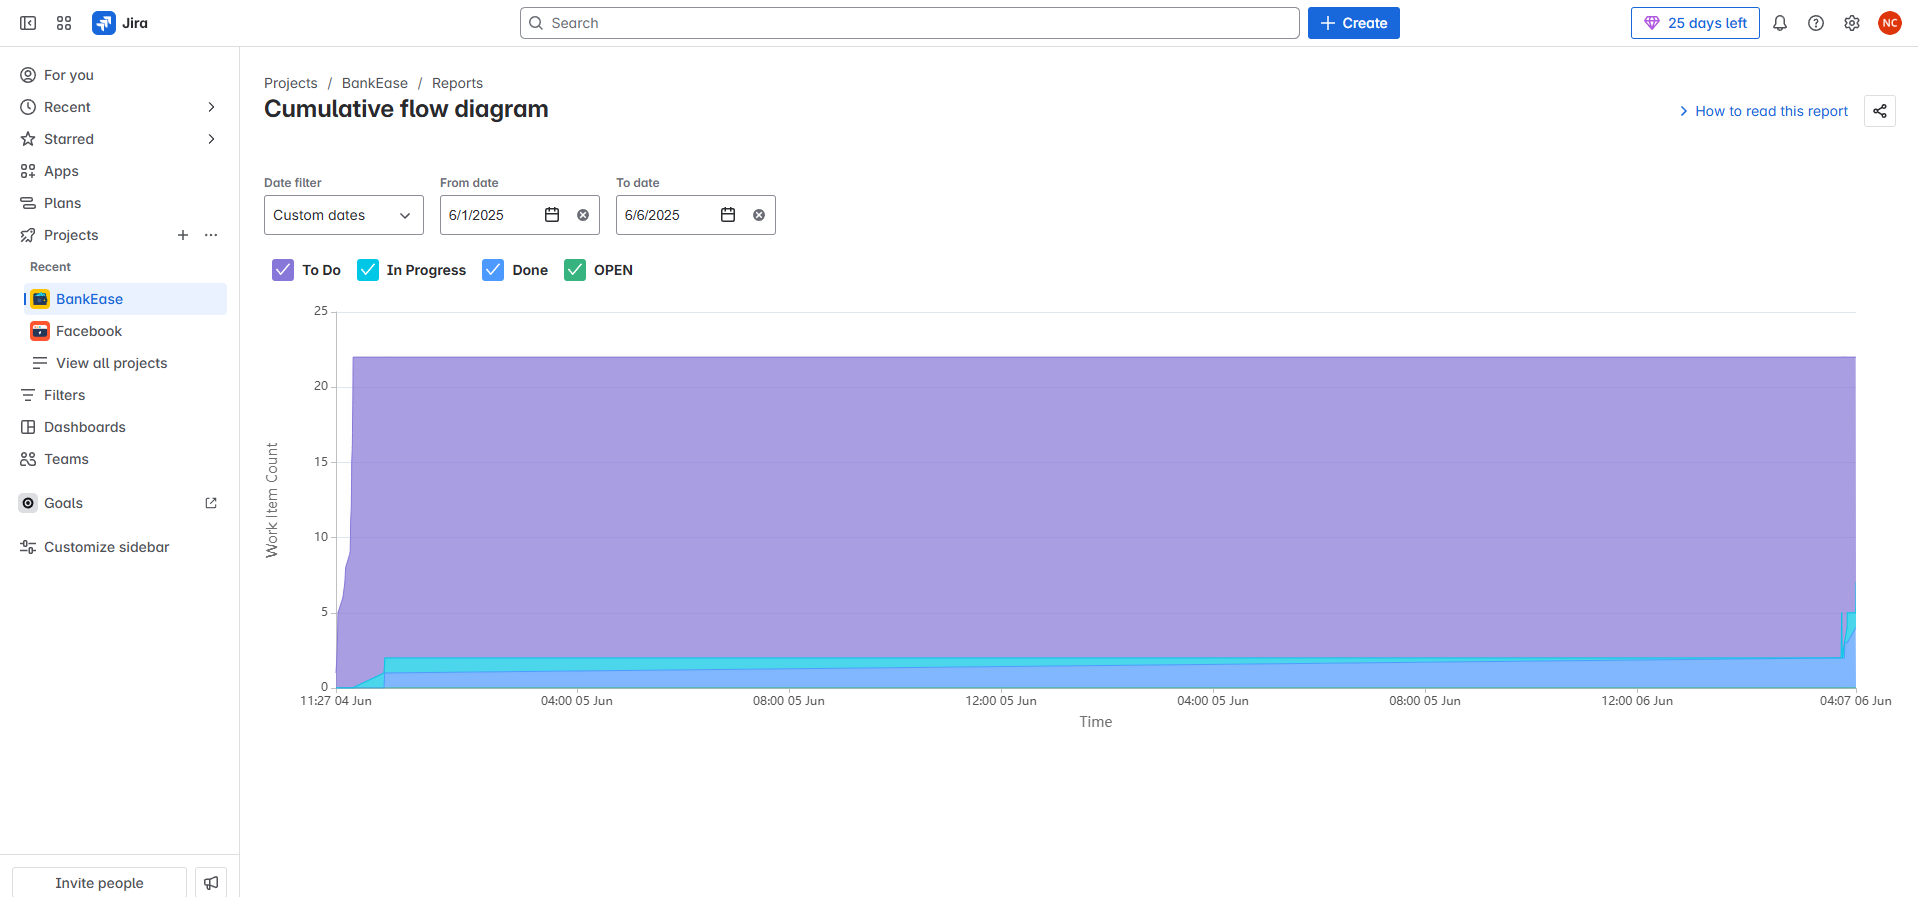 Jira
Search
Create
25 days left
NC
For you
Recent
Starred
Apps
Plans
Projects
Recent
BankEase
Facebook
View all projects
Filters
Dashboards
Teams
Goals
Customize sidebar
Invite people
Projects / BankEase / Reports
Cumulative flow diagram
How to read this report
Date filter
From date
To date
Custom dates
6/1/2025
6/6/2025
To Do
In Progress
Done
OPEN
Work Item Count
25
20
15
10
5
0
11:27 04 Jun
04:00 05 Jun
08:00 05 Jun
12:00 05 Jun
04:00 05 Jun
08:00 05 Jun
12:00 06 Jun
04:07 06 Jun
Time